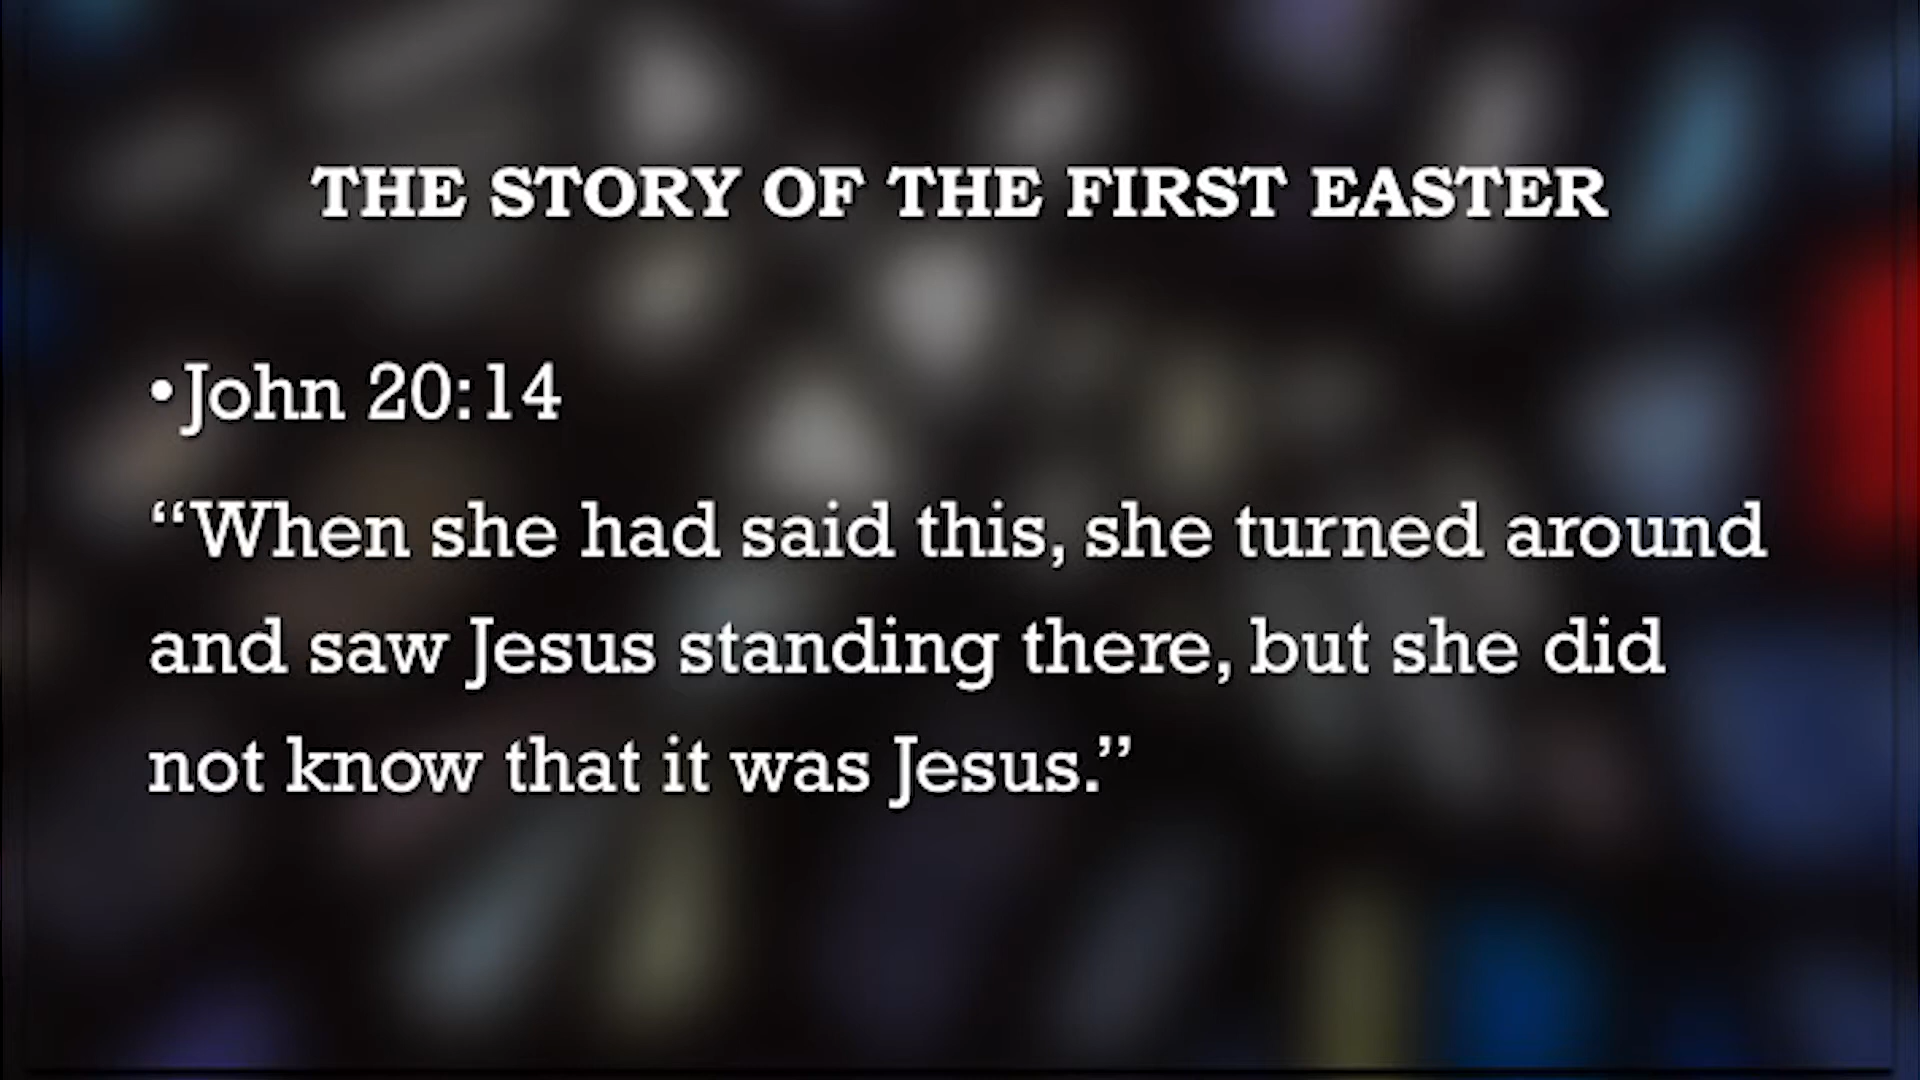 THE STORY OF THE FIRST EASTER
•John 20:14
“When she had said this, she turned around
and saw Jesus standing there, but she did
not know that it was Jesus.”